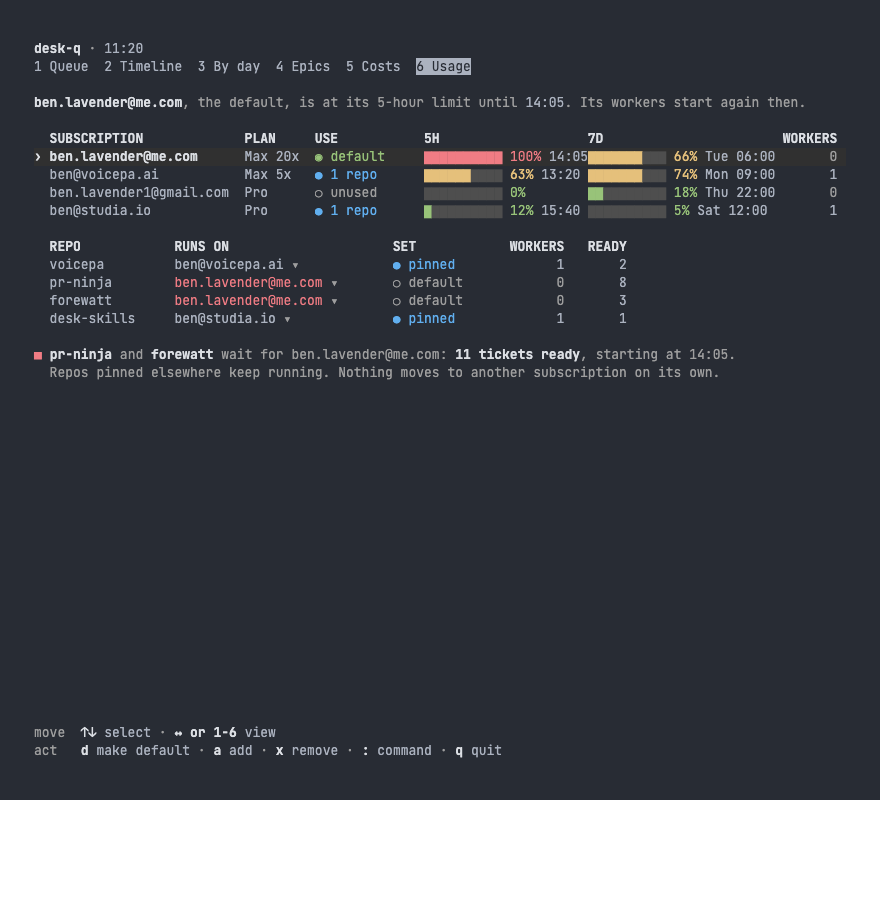 desk-q · 11:20
1 Queue  2 Timeline  3 By day  4 Epics  5 Costs  6 Usage
ben.lavender@me.com, the default, is at its 5-hour limit until 14:05. Its workers start again then.
SUBSCRIPTION  PLAN  USE  5H  7D  WORKERS
› ben.lavender@me.com  Max 20x  ◉ default  100% 14:05  66% Tue 06:00  0
ben@voicepa.ai  Max 5x  ● 1 repo  63% 13:20  74% Mon 09:00  1
ben.lavender1@gmail.com  Pro  ○ unused  0%  18% Thu 22:00  0
ben@studia.io  Pro  ● 1 repo  12% 15:40  5% Sat 12:00  1
REPO  RUNS ON  SET  WORKERS  READY
voicepa  ben@voicepa.ai ▾  ● pinned  1  2
pr-ninja  ben.lavender@me.com ▾  ○ default  0  8
forewatt  ben.lavender@me.com ▾  ○ default  0  3
desk-skills  ben@studia.io ▾  ● pinned  1  1
■ pr-ninja and forewatt wait for ben.lavender@me.com: 11 tickets ready, starting at 14:05.
Repos pinned elsewhere keep running. Nothing moves to another subscription on its own.
move  ↑↓ select · ↔ or 1-6 view
act  d make default · a add · x remove · : command · q quit